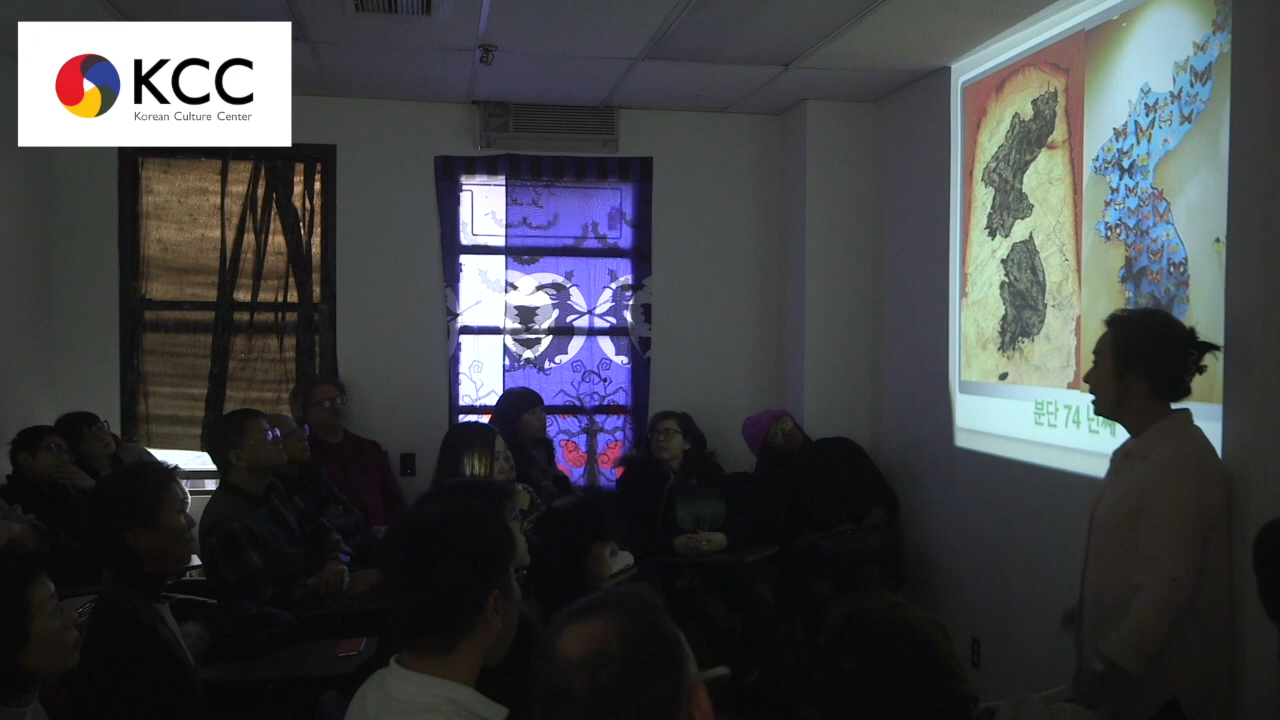 KCC
Korean Culture Center
분단 74 년째